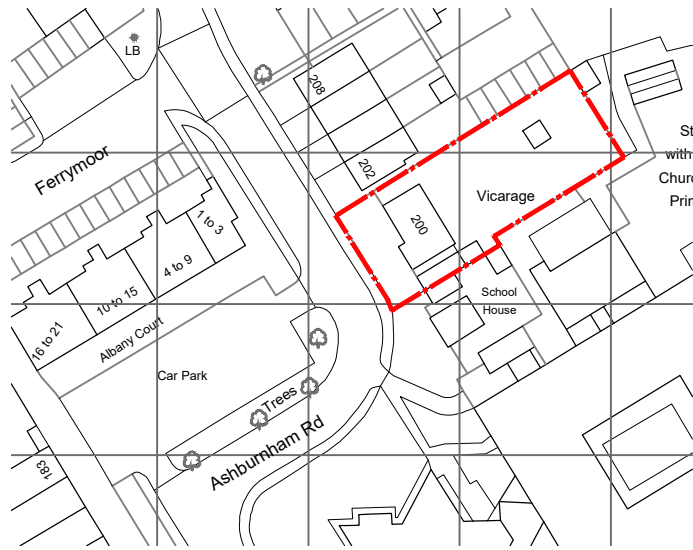 LB
208
Ferrymoor
202
St
with
Churc
Prin
Vicarage
200
1 to 3
4 to 9
10 to 15
16 to 21
Albany Court
School
House
Car Park
Trees
Ashburnham Rd
183